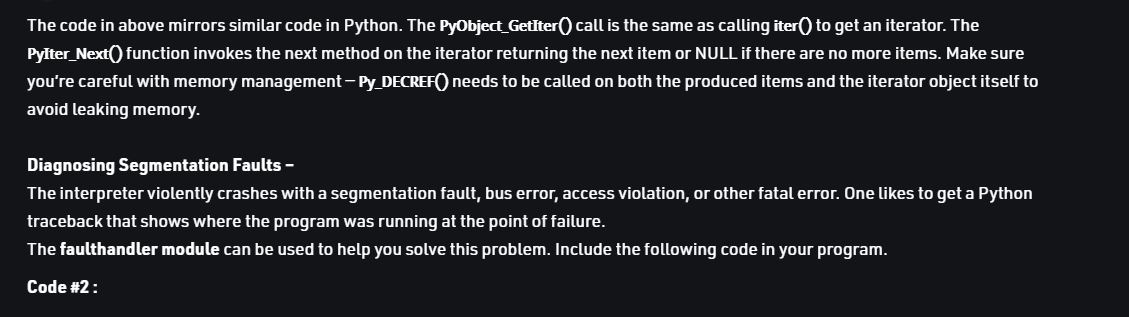 The code in above mirrors similar code in Python. The PyObject_GetIter() call is the same as calling iter() to get an iterator. The
PyIter_Next() function invokes the next method on the iterator returning the next item or NULL if there are no more items. Make sure
you're careful with memory management – Py_DECREF() needs to be called on both the produced items and the iterator object itself to
avoid leaking memory.
Diagnosing Segmentation Faults –
The interpreter violently crashes with a segmentation fault, bus error, access violation, or other fatal error. One likes to get a Python
traceback that shows where the program was running at the point of failure.
The faulthandler module can be used to help you solve this problem. Include the following code in your program.
Code #2 :